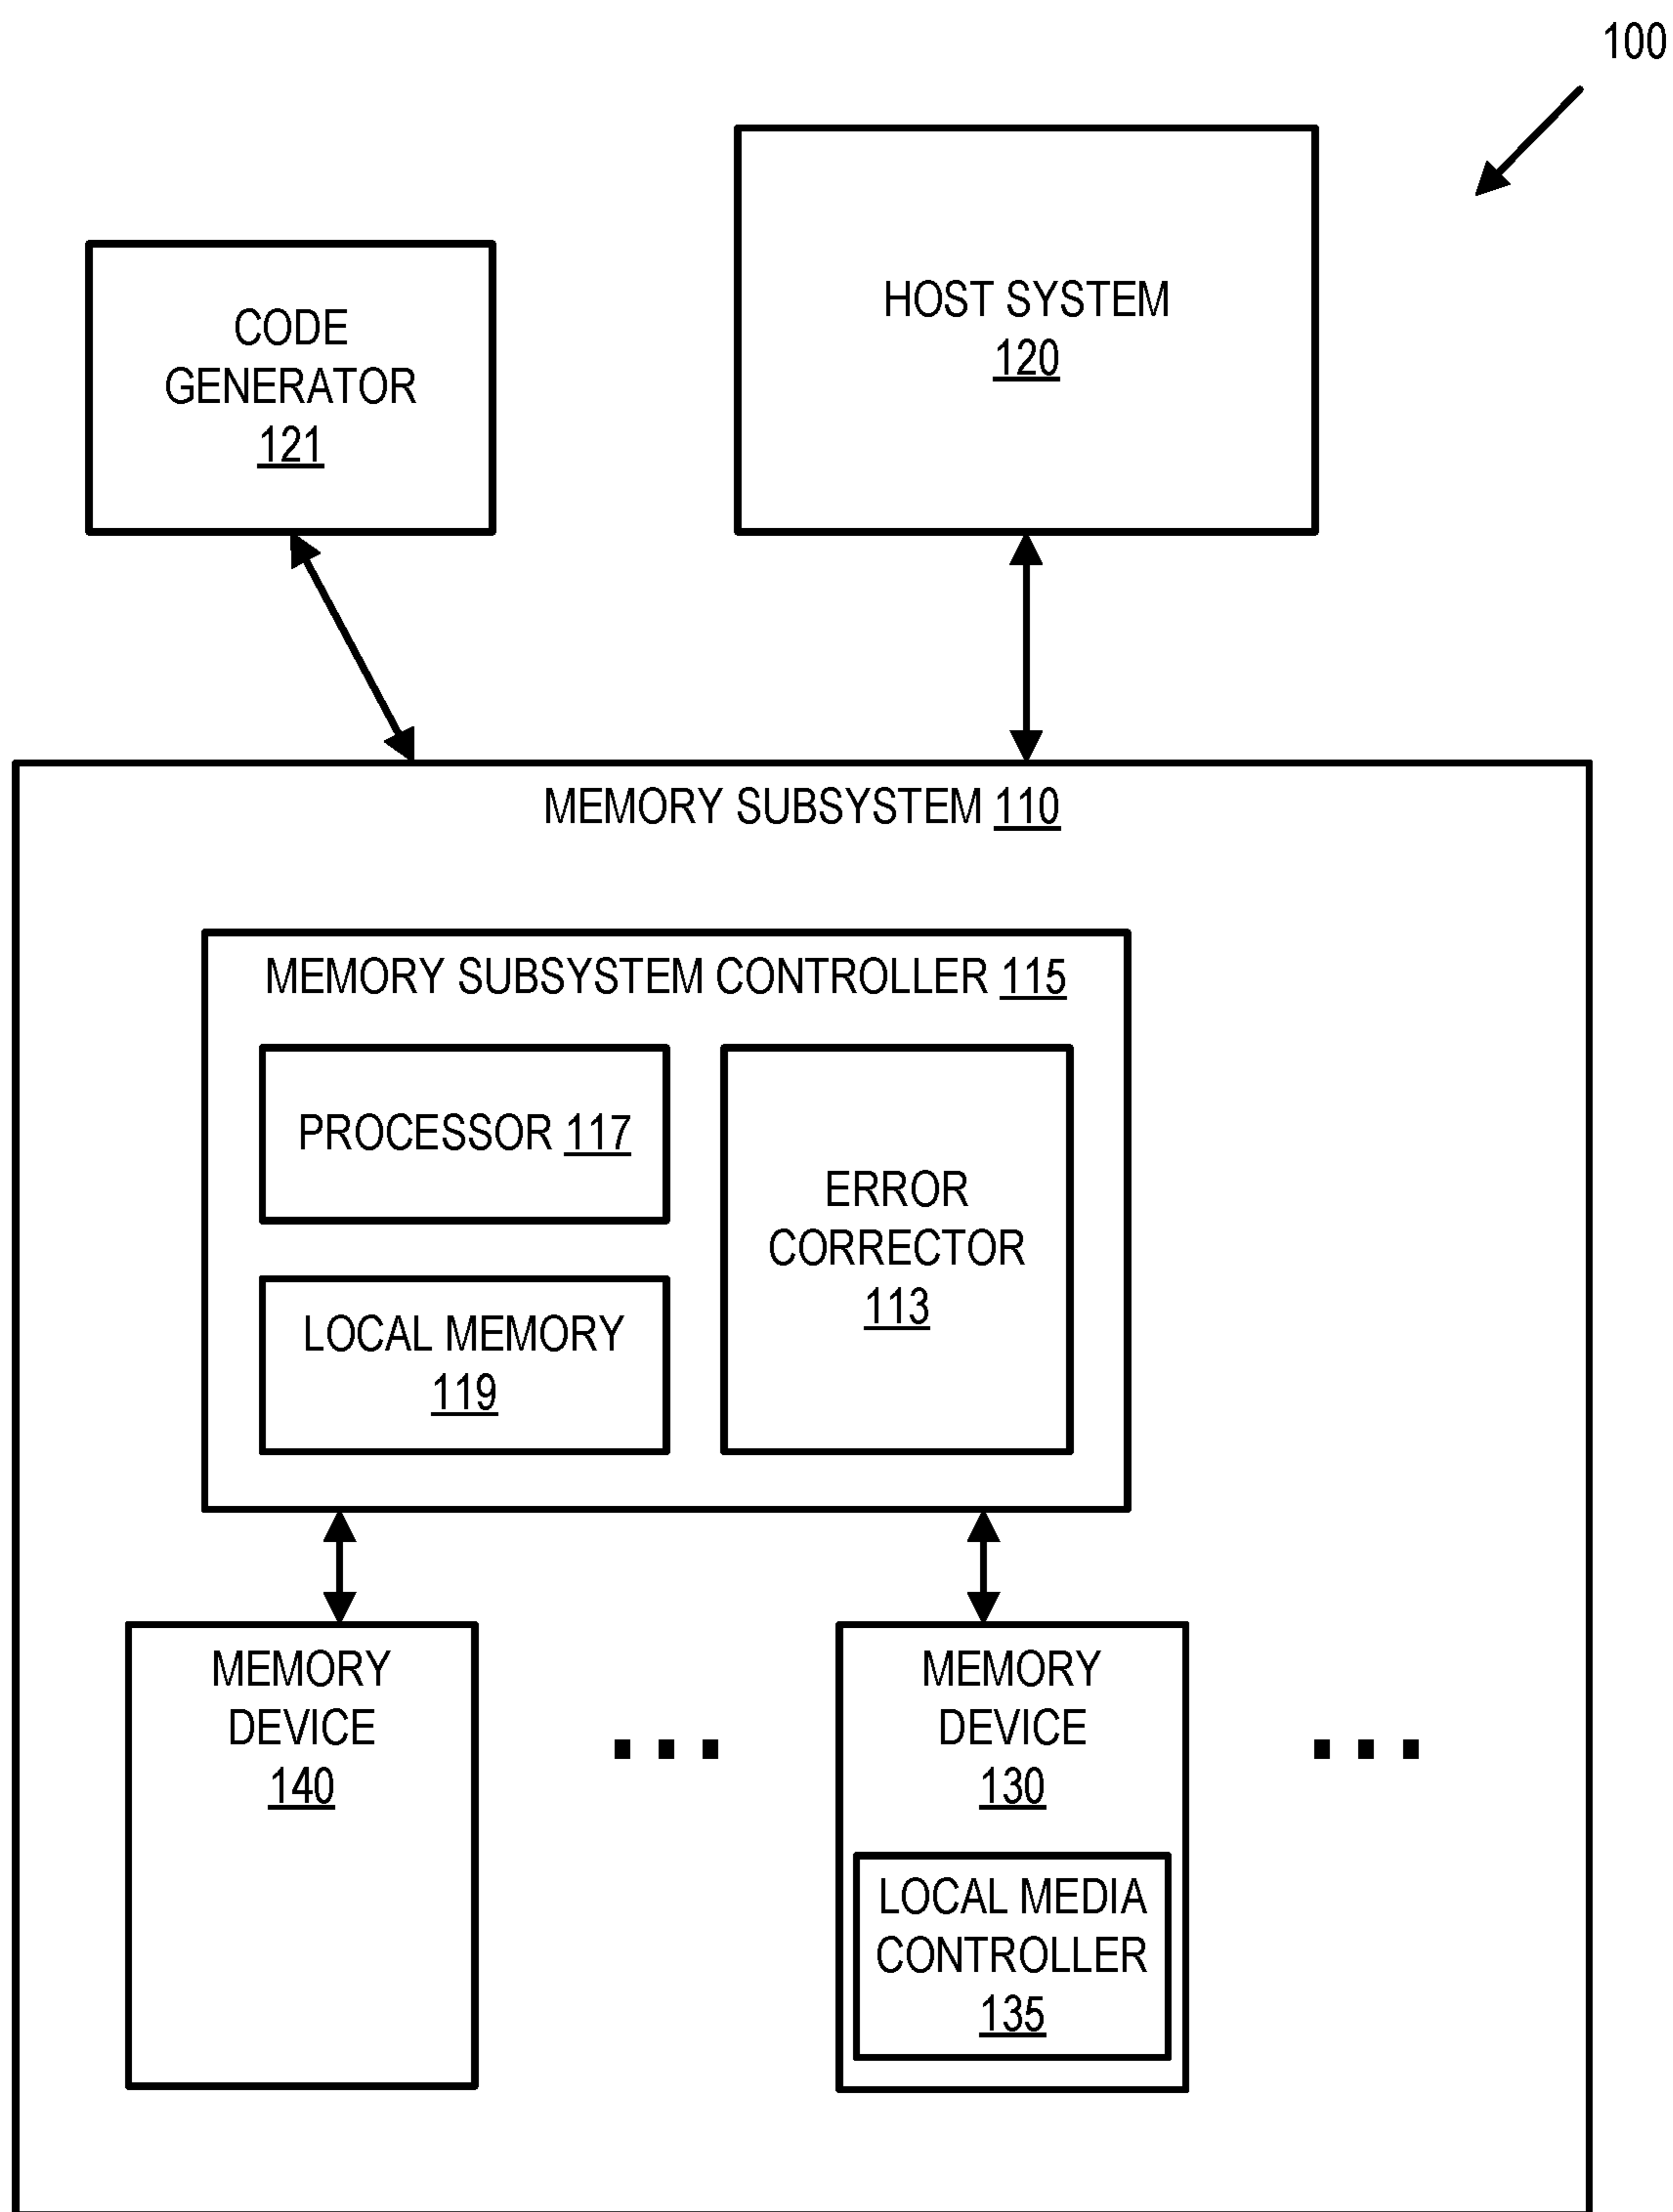 100
HOST SYSTEM
120
CODE
GENERATOR
121
MEMORY SUBSYSTEM 110
MEMORY SUBSYSTEM CONTROLLER 115
PROCESSOR 117
ERROR
CORRECTOR
113
LOCAL MEMORY
119
MEMORY
DEVICE
140
MEMORY
DEVICE
130
LOCAL MEDIA
CONTROLLER
135